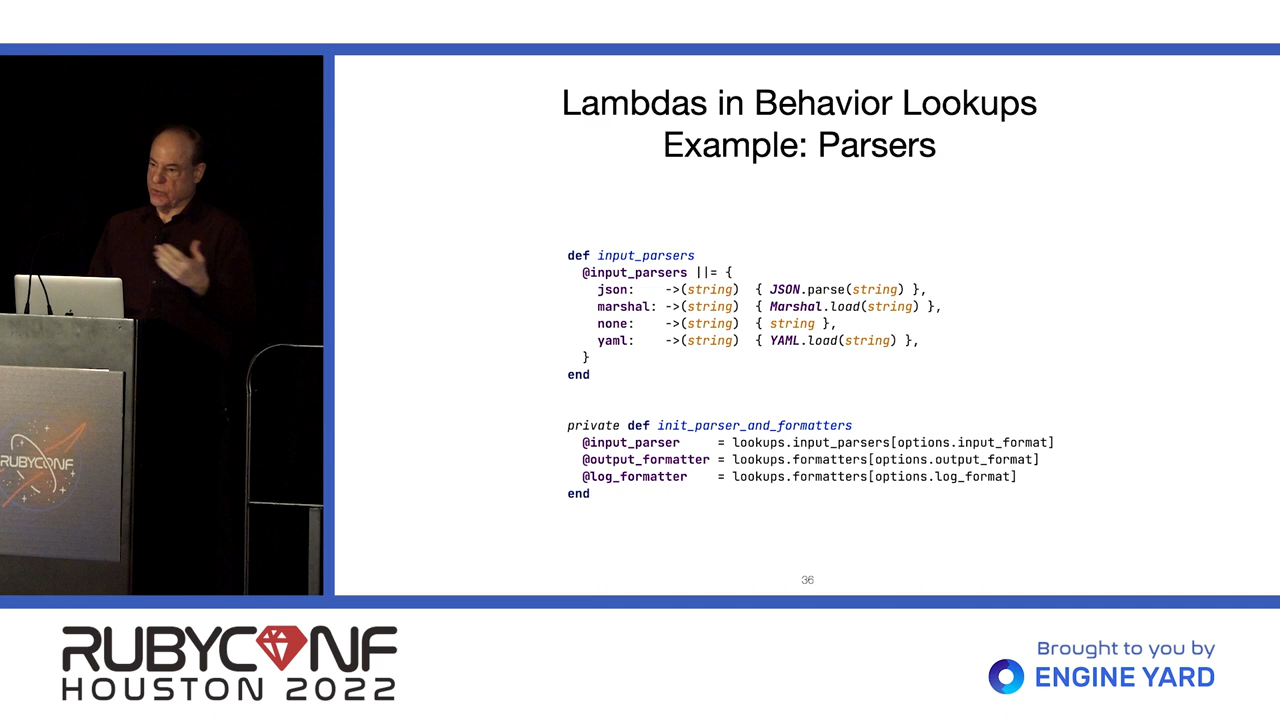 Lambdas in Behavior Lookups
Example: Parsers
def input_parsers
  @input_parsers ||= {
    json:    ->(string)  { JSON.parse(string) },
    marshal: ->(string)  { Marshal.load(string) },
    none:    ->(string)  { string },
    yaml:    ->(string)  { YAML.load(string) },
  }
end
private def init_parser_and_formatters
  @input_parser     = lookups.input_parsers[options.input_format]
  @output_formatter = lookups.formatters[options.output_format]
  @log_formatter    = lookups.formatters[options.log_format]
end
36
RUBYCONF
RUBYCONF
HOUSTON 2022
Brought to you by
ENGINE YARD